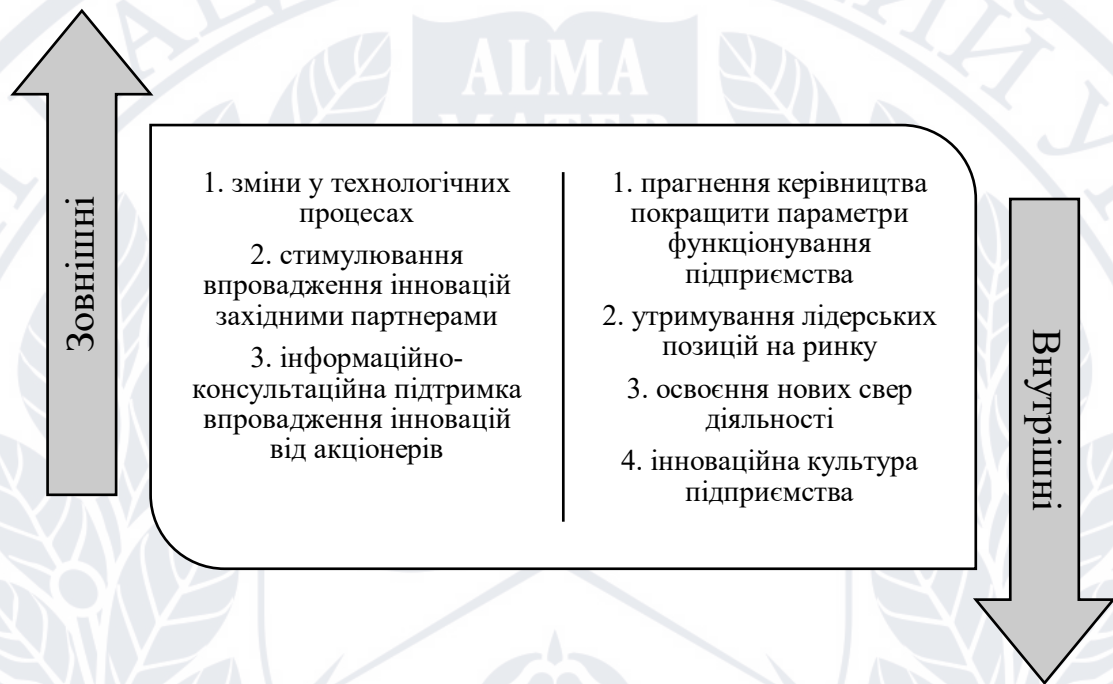 ALMA
MATER
Зовнішні
1. зміни у технологічних
процесах
2. стимулювання
впровадження інновацій
західними партнерами
3. інформаційно-
консультаційна підтримка
впровадження інновацій
від акціонерів
1. прагнення керівництва
покращити параметри
функціонування
підприємства
2. утримування лідерських
позицій на ринку
3. освоєння нових свер
діяльності
4. інноваційна культура
підприємства
Внутрішні